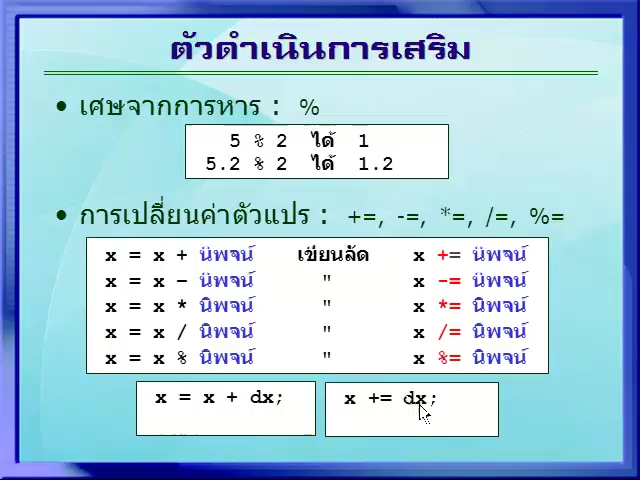 ตัวดำเนินการเสริม
• เศษจากการหาร : %
5 % 2 ได้ 1
5.2 % 2 ได้ 1.2
• การเปลี่ยนค่าตัวแปร : +=, -=, *=, /=, %=
x = x + นิพจน์ เขียนลัด x += นิพจน์
x = x – นิพจน์ " x -= นิพจน์
x = x * นิพจน์ " x *= นิพจน์
x = x / นิพจน์ " x /= นิพจน์
x = x % นิพจน์ " x %= นิพจน์
x = x + dx; x += dx;